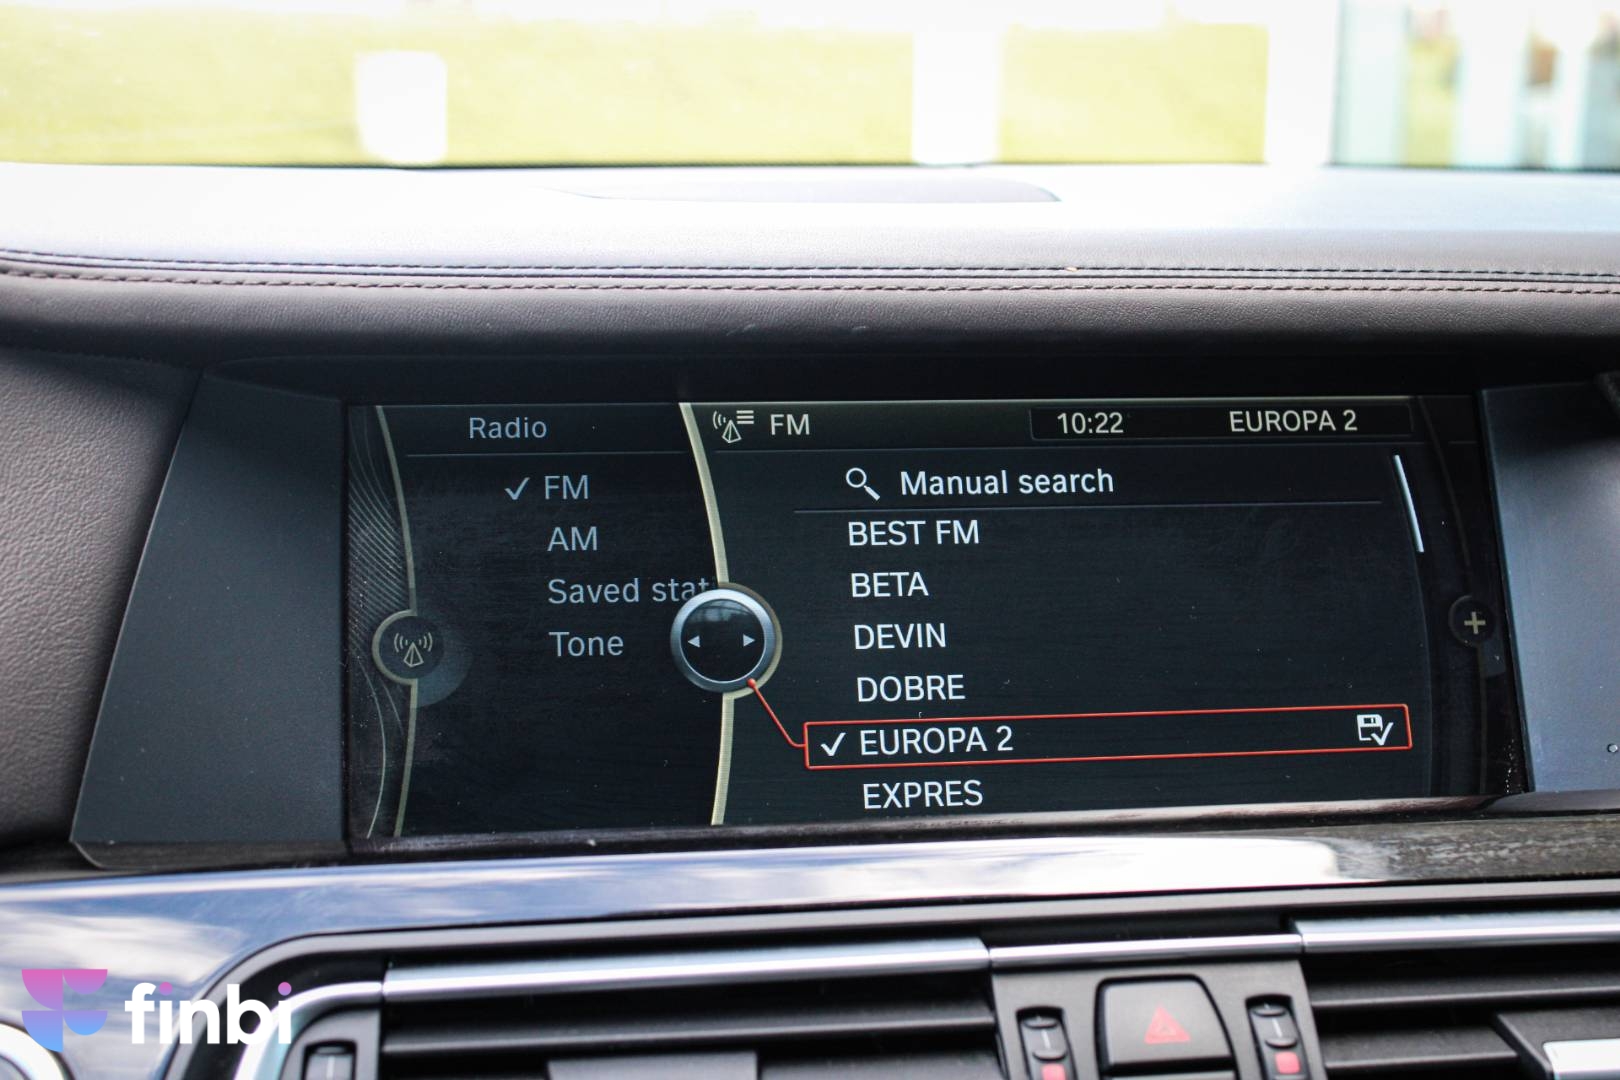 Radio
FM
AM
Saved stat
Tone
FM 10:22 EUROPA 2
Manual search
BEST FM
BETA
DEVIN
DOBRE
EUROPA 2
EXPRES
finbi